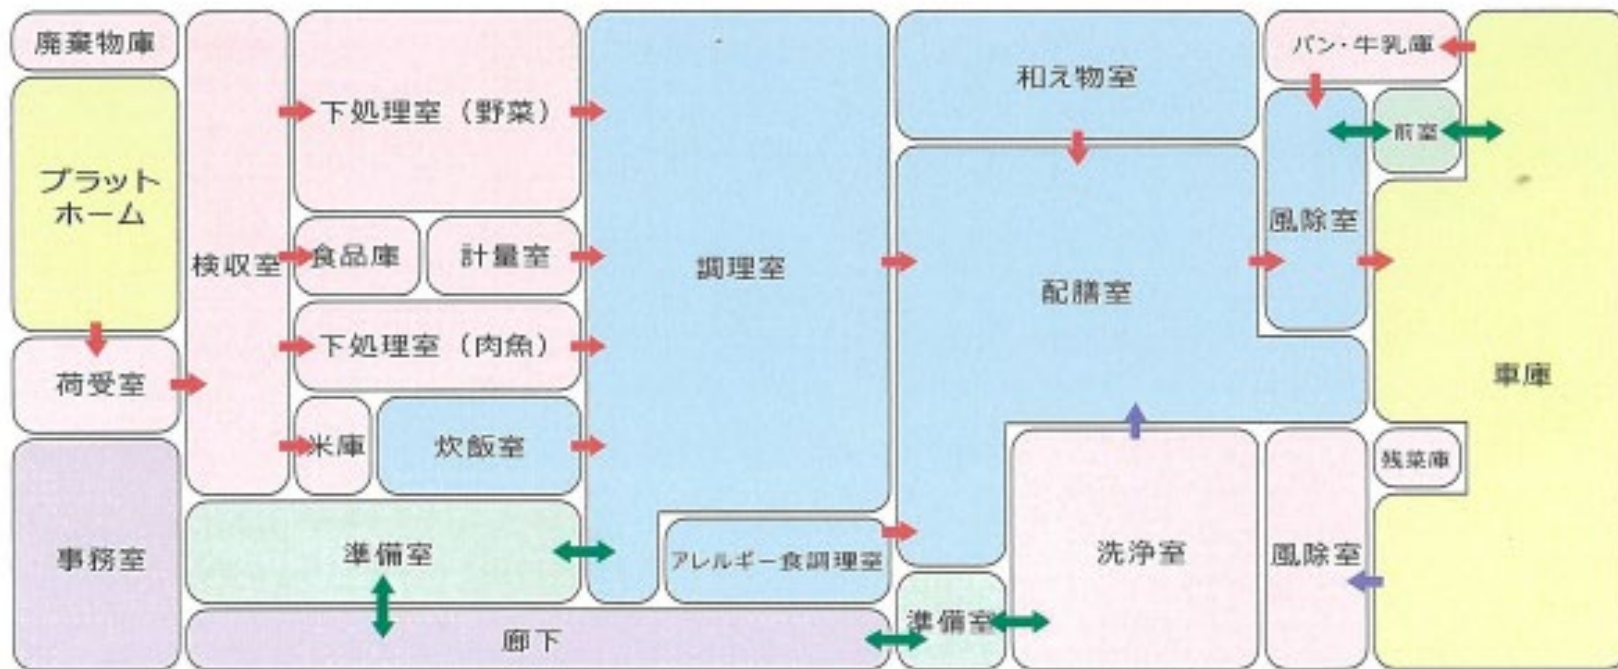 廃棄物庫
プラット
ホーム
荷受室
事務室
検収室
下処理室（野菜）
食品庫
計量室
下処理室（肉魚）
米庫
炊飯室
準備室
廊下
調理室
アレルギー食調理室
和え物室
配膳室
準備室
洗浄室
パン・牛乳庫
前室
風除室
風除室
残菜庫
車庫